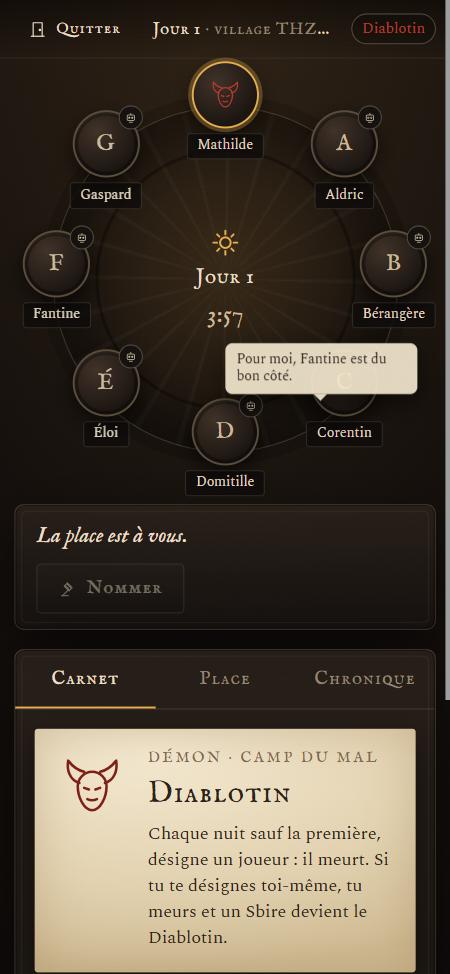 Quitter
Jour 1 · village THZ...
Diablotin
Mathilde
G
Gaspard
A
Aldric
F
Fantine
Jour 1
3:57
B
Bérangère
Pour moi, Fantine est du
bon côté.
C
Corentin
É
Éloi
D
Domitille
La place est à vous.
Nommer
Carnet
Place
Chronique
DÉMON · CAMP DU MAL
Diablotin
Chaque nuit sauf la première,
désigne un joueur : il meurt. Si
tu te désignes toi-même, tu
meurs et un Sbire devient le
Diablotin.